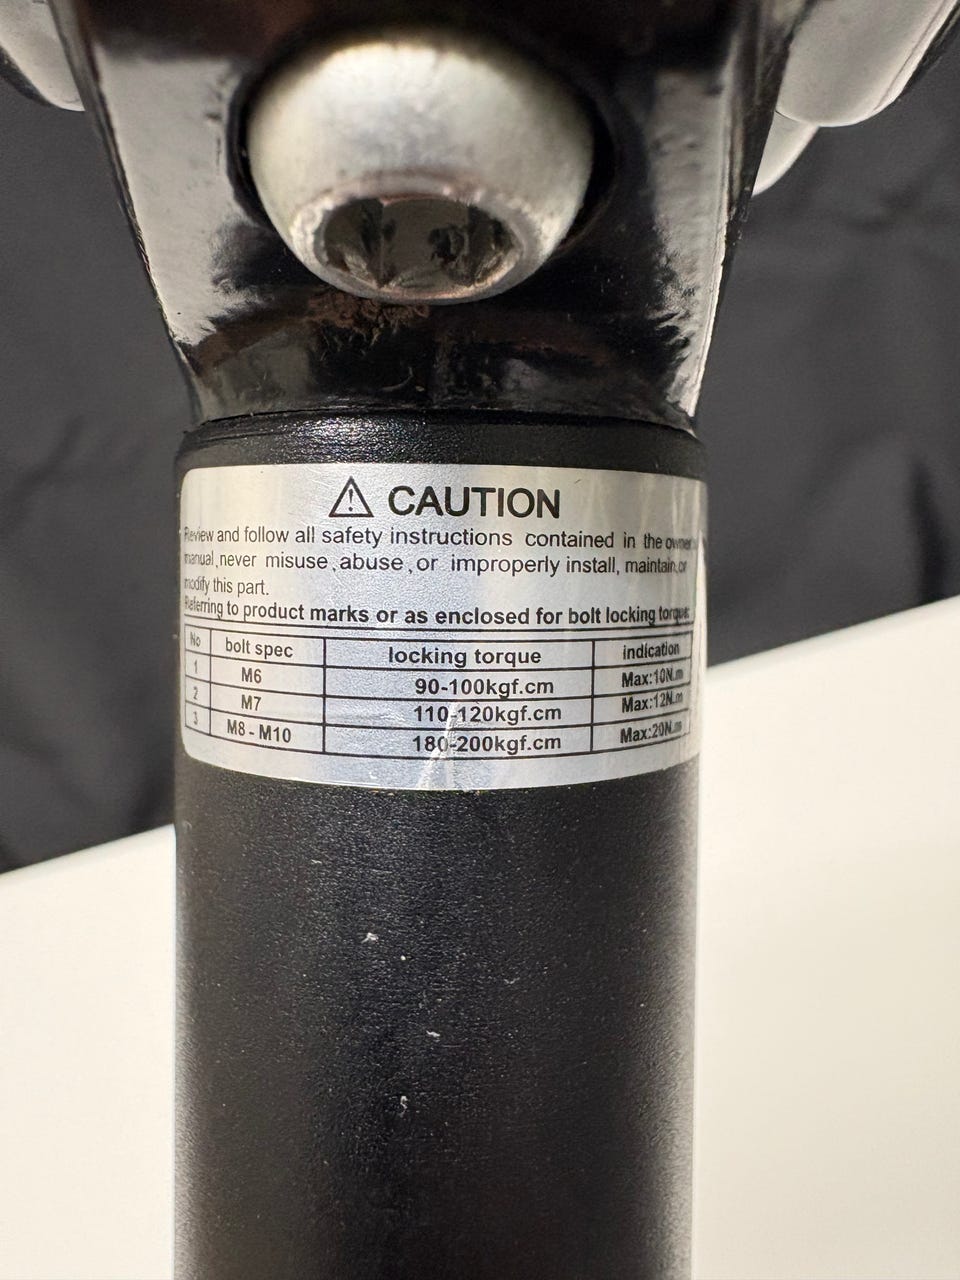 CAUTION
Review and follow all safety instructions contained in the owner's
manual,never misuse,abuse,or improperly install, maintain,or
modify this part.
Referring to product marks or as enclosed for bolt locking torque:
No bolt spec locking torque indication
1 M6 90-100kgf.cm Max:10N.m
2 M7 110-120kgf.cm Max:12N.m
3 M8 - M10 180-200kgf.cm Max:20N.m